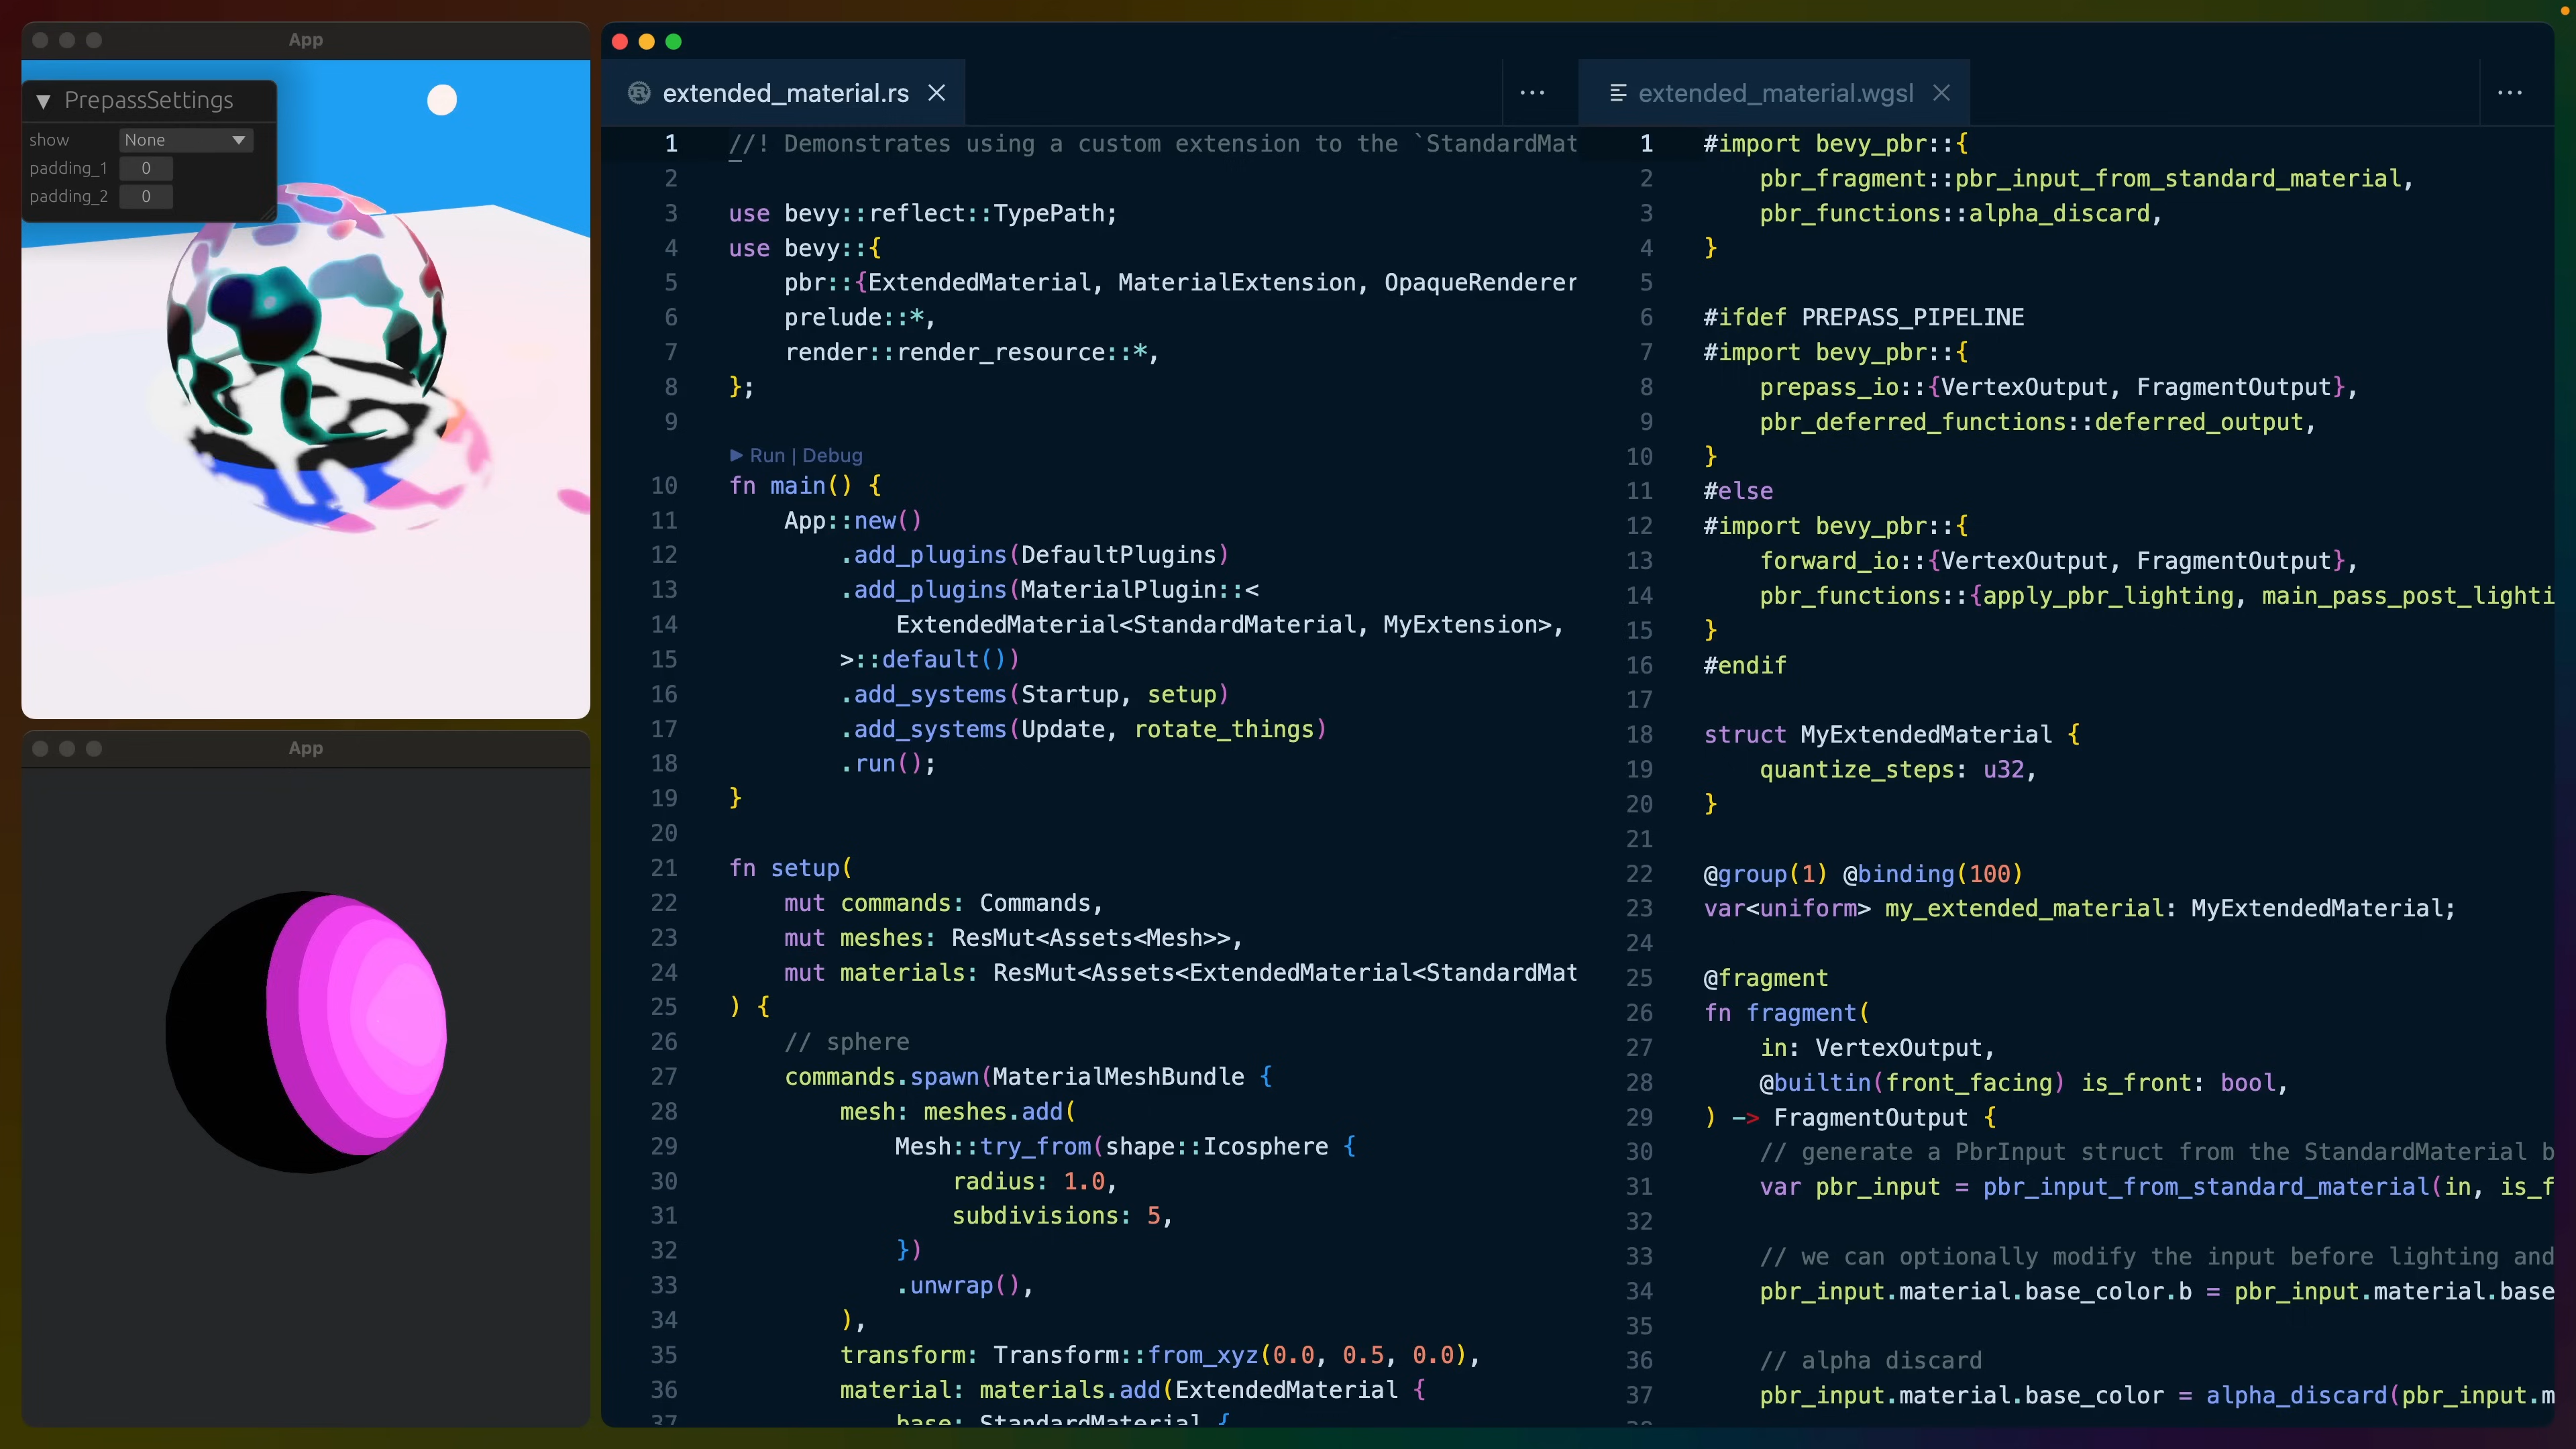 App
▼ PrepassSettings
show None
padding_1 0
padding_2 0
App
extended_material.rs
1 //! Demonstrates using a custom extension to the `StandardMat
2
3 use bevy::reflect::TypePath;
4 use bevy::{
5 pbr::{ExtendedMaterial, MaterialExtension, OpaqueRenderer
6 prelude::*,
7 render::render_resource::*,
8 };
9
Run | Debug
10 fn main() {
11 App::new()
12 .add_plugins(DefaultPlugins)
13 .add_plugins(MaterialPlugin::<
14 ExtendedMaterial<StandardMaterial, MyExtension>,
15 >::default())
16 .add_systems(Startup, setup)
17 .add_systems(Update, rotate_things)
18 .run();
19 }
20
21 fn setup(
22 mut commands: Commands,
23 mut meshes: ResMut<Assets<Mesh>>,
24 mut materials: ResMut<Assets<ExtendedMaterial<StandardMat
25 ) {
26 // sphere
27 commands.spawn(MaterialMeshBundle {
28 mesh: meshes.add(
29 Mesh::try_from(shape::Icosphere {
30 radius: 1.0,
31 subdivisions: 5,
32 })
33 .unwrap(),
34 ),
35 transform: Transform::from_xyz(0.0, 0.5, 0.0),
36 material: materials.add(ExtendedMaterial {
37 base: StandardMaterial {
extended_material.wgsl
1 #import bevy_pbr::{
2 pbr_fragment::pbr_input_from_standard_material,
3 pbr_functions::alpha_discard,
4 }
5
6 #ifdef PREPASS_PIPELINE
7 #import bevy_pbr::{
8 prepass_io::{VertexOutput, FragmentOutput},
9 pbr_deferred_functions::deferred_output,
10 }
11 #else
12 #import bevy_pbr::{
13 forward_io::{VertexOutput, FragmentOutput},
14 pbr_functions::{apply_pbr_lighting, main_pass_post_lighti
15 }
16 #endif
17
18 struct MyExtendedMaterial {
19 quantize_steps: u32,
20 }
21
22 @group(1) @binding(100)
23 var<uniform> my_extended_material: MyExtendedMaterial;
24
25 @fragment
26 fn fragment(
27 in: VertexOutput,
28 @builtin(front_facing) is_front: bool,
29 ) -> FragmentOutput {
30 // generate a PbrInput struct from the StandardMaterial b
31 var pbr_input = pbr_input_from_standard_material(in, is_f
32
33 // we can optionally modify the input before lighting and
34 pbr_input.material.base_color.b = pbr_input.material.base
35
36 // alpha discard
37 pbr_input.material.base_color = alpha_discard(pbr_input.m